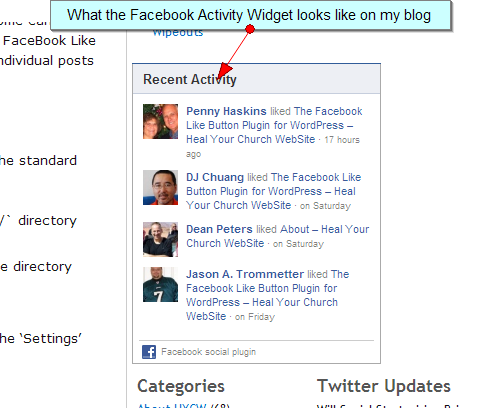 What the Facebook Activity Widget looks like on my blog
FaceBook Like
ndividual posts
he standard
/` directory
e directory
he ‘Settings’
Wipeouts
Recent Activity
Penny Haskins liked The Facebook
Like Button Plugin for WordPress –
Heal Your Church WebSite · 17 hours
ago
DJ Chuang liked The Facebook Like
Button Plugin for WordPress – Heal
Your Church WebSite · on Saturday
Dean Peters liked About – Heal Your
Church WebSite · on Saturday
Jason A. Trommetter liked The
Facebook Like Button Plugin for
WordPress – Heal Your Church
WebSite · on Friday
Facebook social plugin
Categories
About HYCW (68)
Twitter Updates